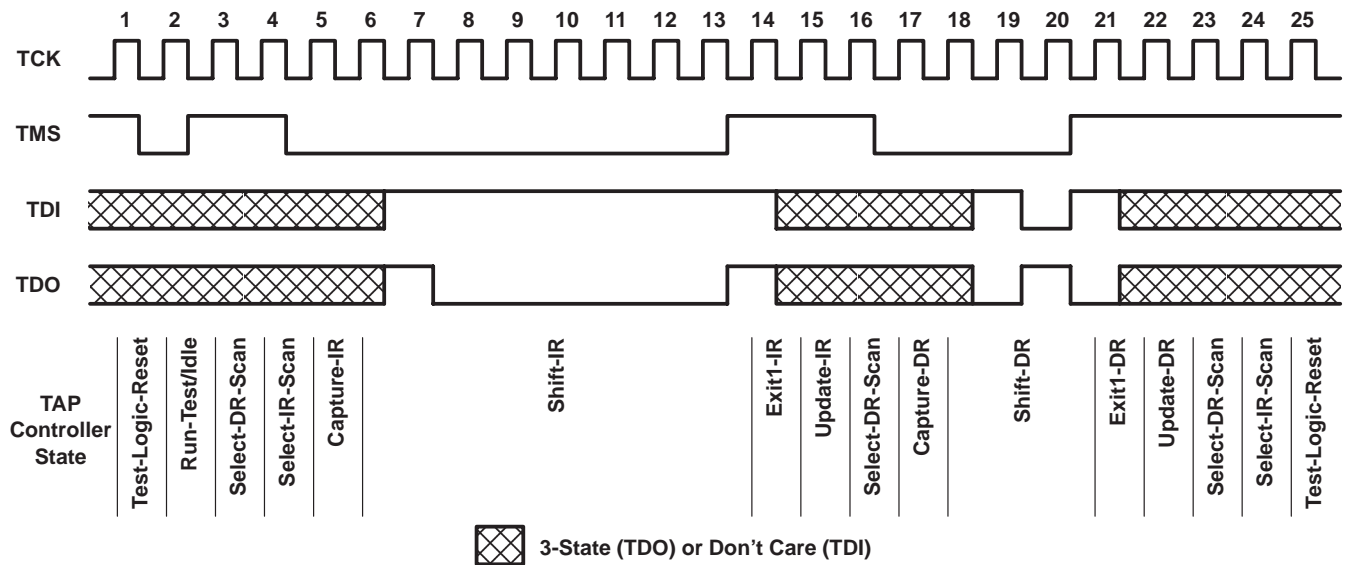 1 2 3 4 5 6 7 8 9 10 11 12 13 14 15 16 17 18 19 20 21 22 23 24 25
TCK
TMS
TDI
TDO
TAP
Controller
State
Test-Logic-Reset
Run-Test/Idle
Select-DR-Scan
Select-IR-Scan
Capture-IR
Shift-IR
Exit1-IR
Update-IR
Select-DR-Scan
Capture-DR
Shift-DR
Exit1-DR
Update-DR
Select-DR-Scan
Select-IR-Scan
Test-Logic-Reset
3-State (TDO) or Don't Care (TDI)